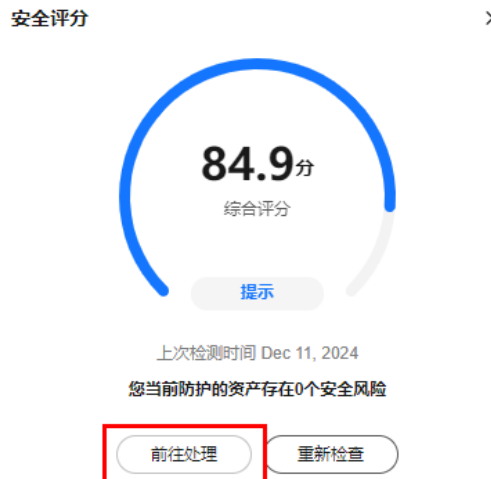 安全评分
84.9分
综合评分
提示
上次检测时间 Dec 11, 2024
您当前防护的资产存在0个安全风险
前往处理 重新检查